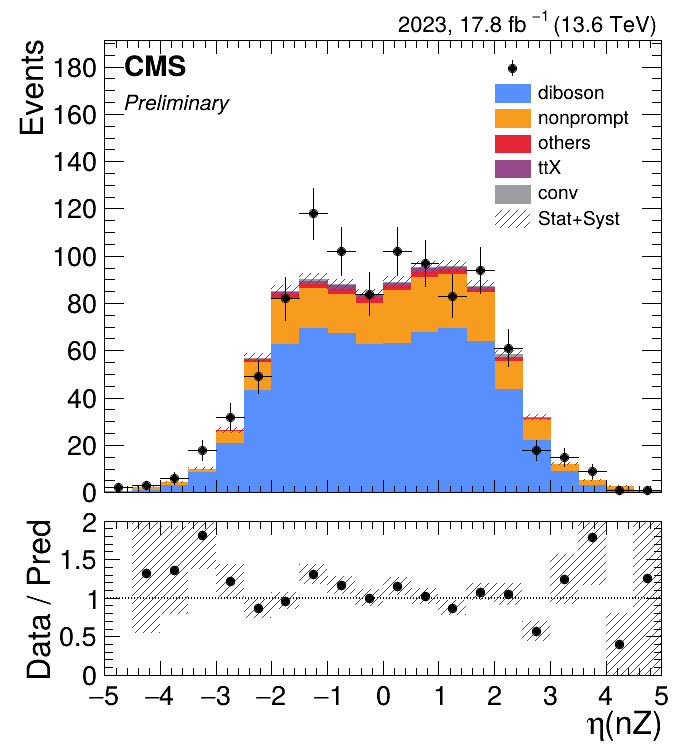 2023, 17.8 fb⁻¹ (13.6 TeV)
CMS
Preliminary
Events
180
160
140
120
100
80
60
40
20
0
diboson
nonprompt
others
ttX
conv
Stat+Syst
Data / Pred
2
1.5
1
0.5
0
−5 −4 −3 −2 −1 0 1 2 3 4 5
η(nZ)